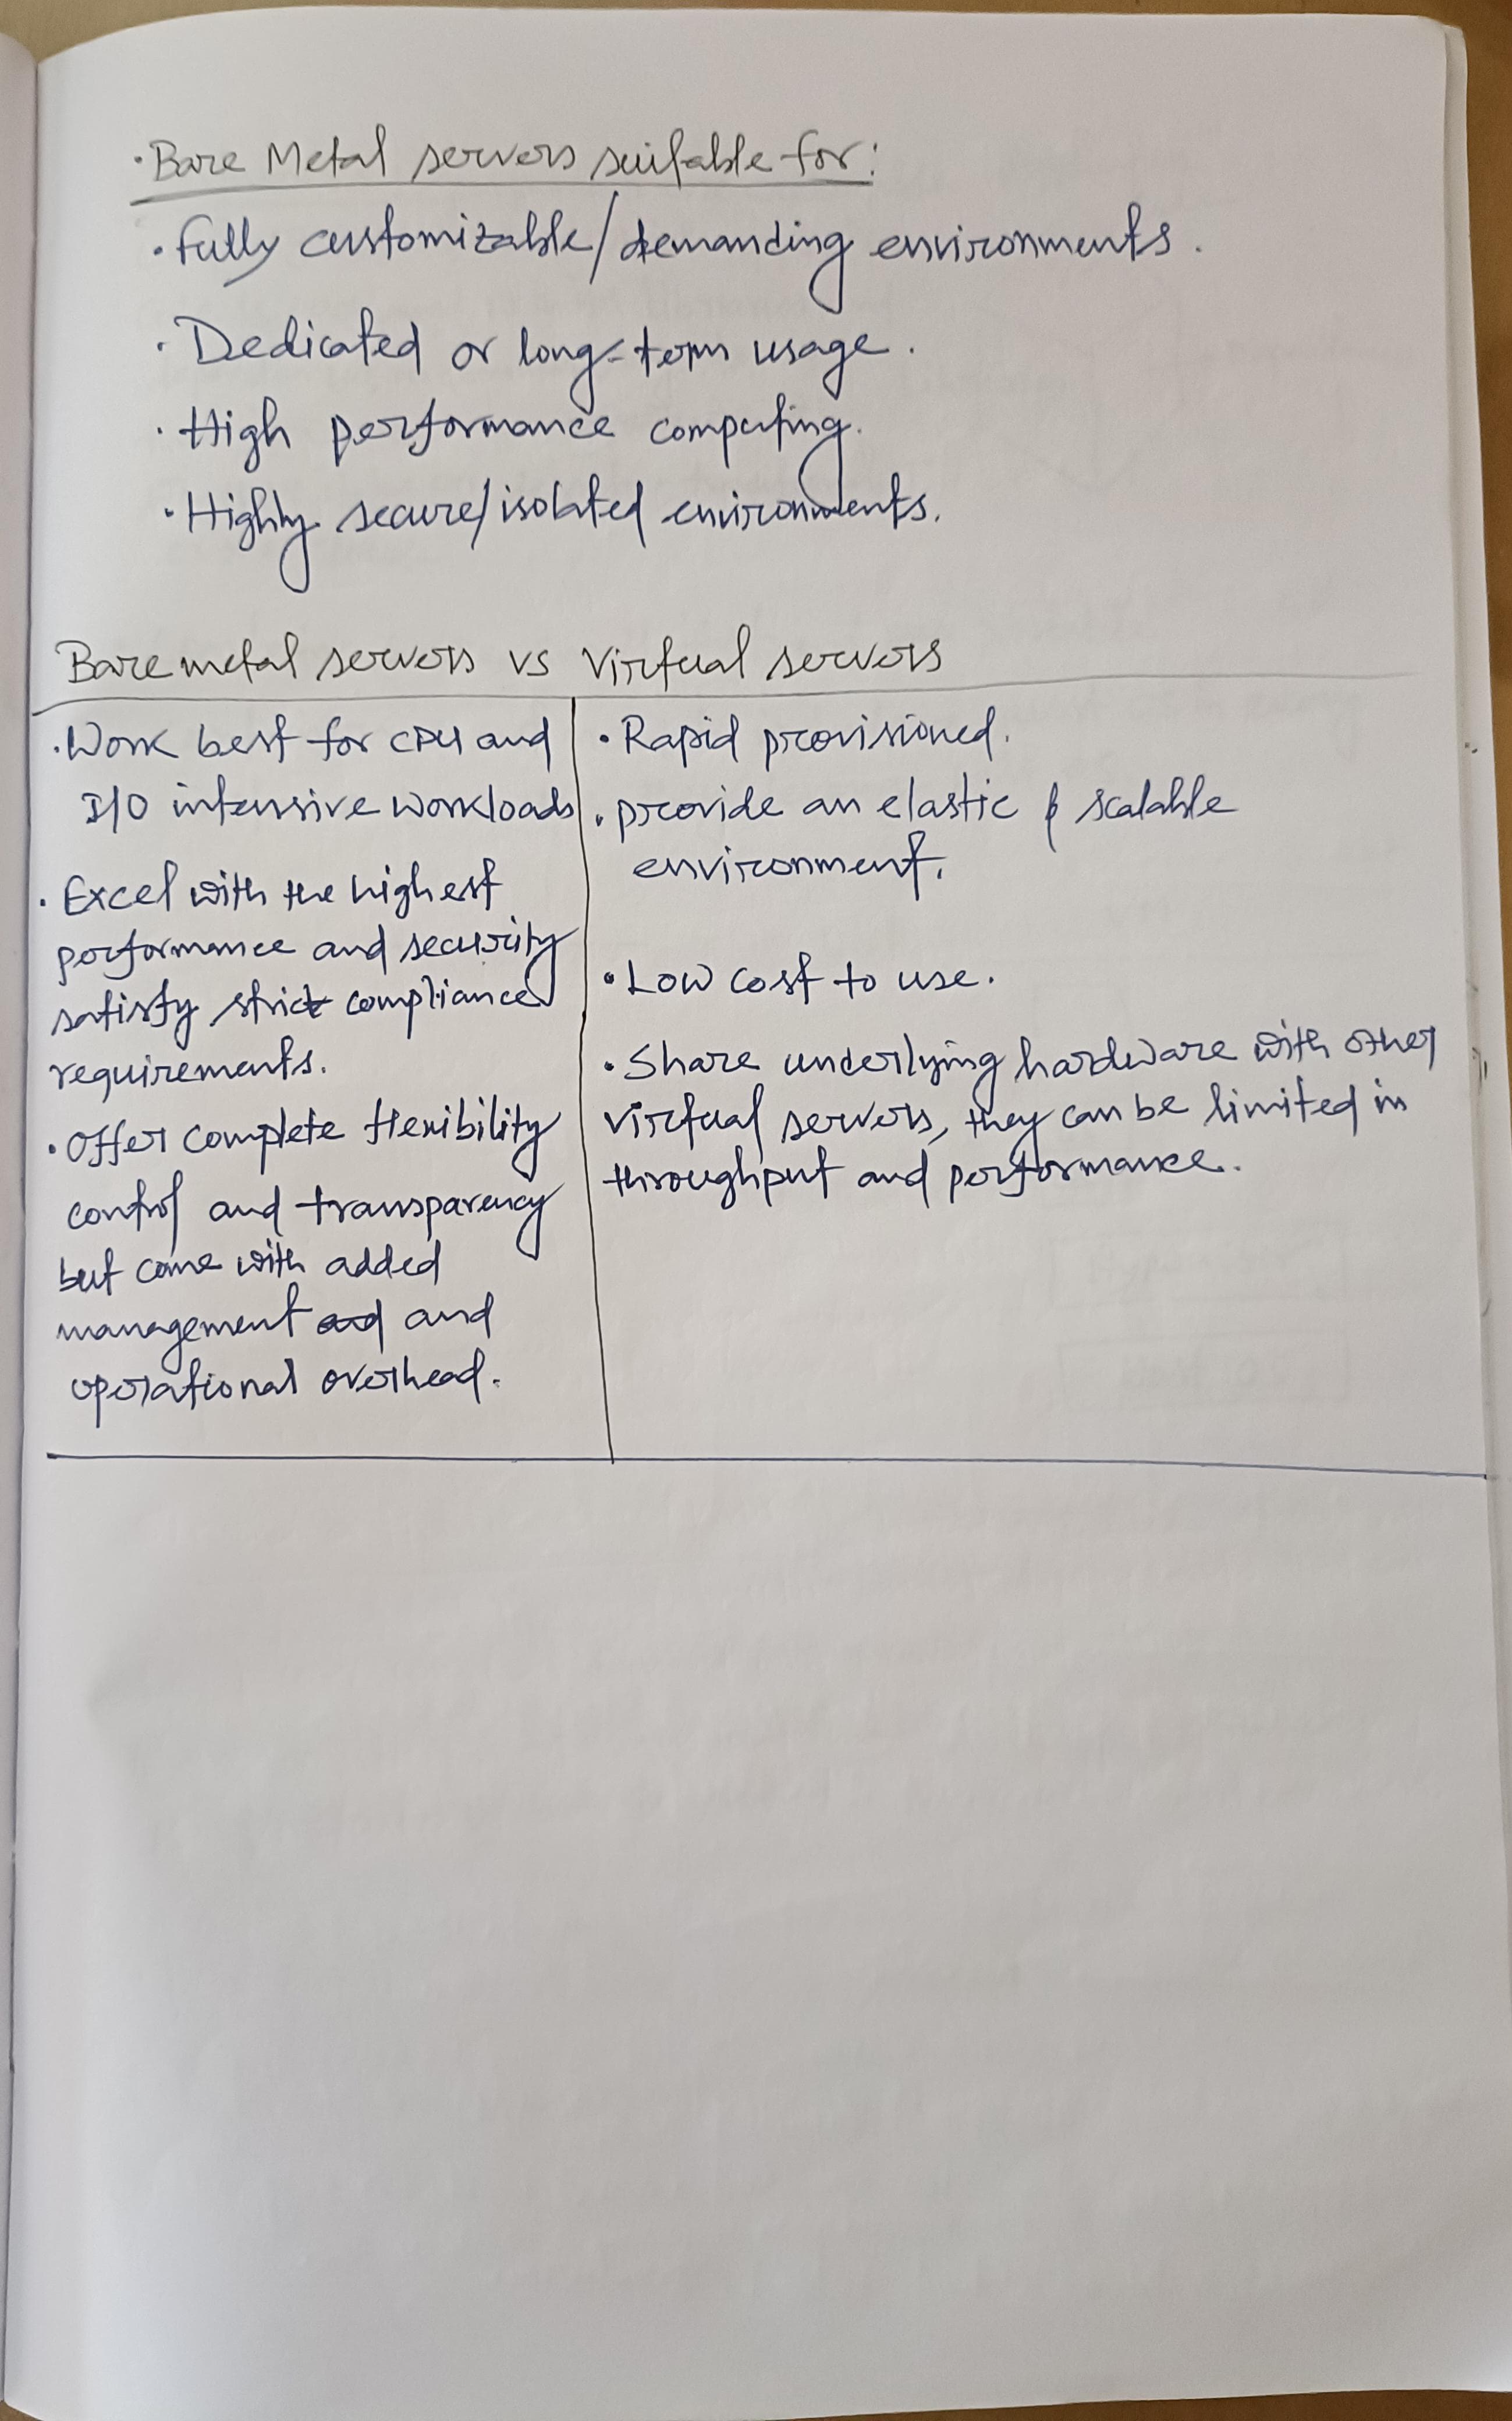 · Bare Metal servers suitable for:
· fully customizable/demanding environments.
· Dedicated or long-term usage.
· High performance computing.
· Highly secure/isolated environments.
Bare metal servers vs Virtual servers
· Work best for CPU and
I/O intensive workloads
· Excel with the highest
performance and security
satisfy strict compliance
requirements.
· Offer complete flexibility
control and transparency
but come with added
management and and
operational overhead.
· Rapid provisioned.
· provide an elastic & scalable
environment.
· Low cost to use.
· Share underlying hardware with other
virtual servers, they can be limited in
throughput and performance.